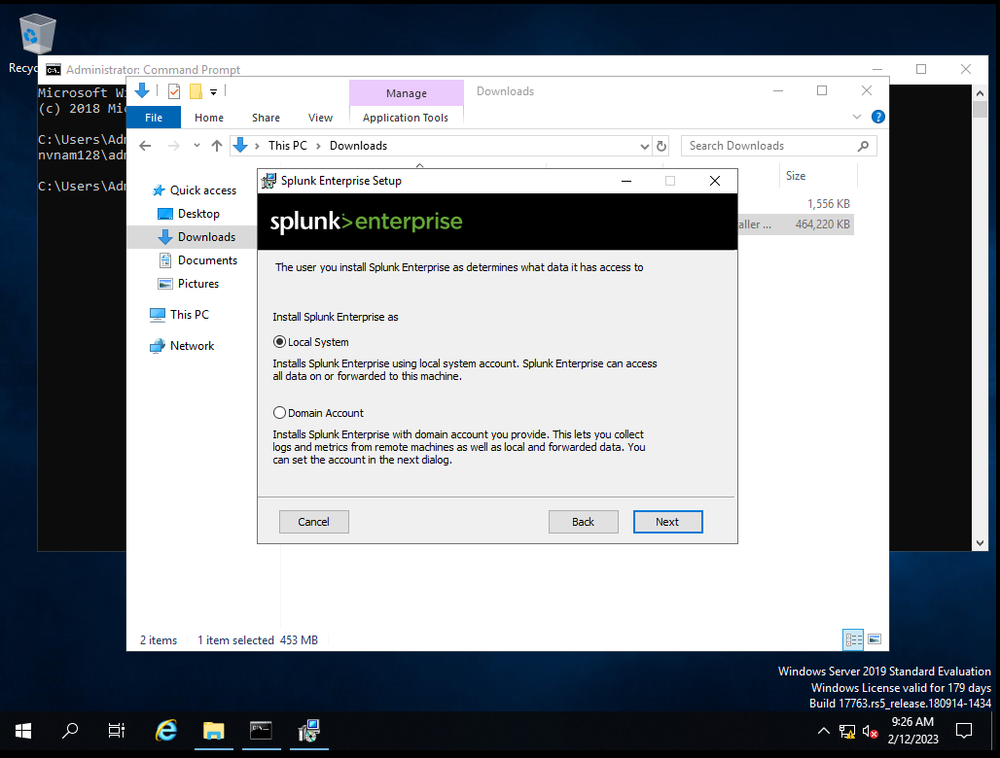 Administrator: Command Prompt
Microsoft
(c) 2018
C:\Users\
nvnam128\
C:\Users\
Manage
Downloads
File
Home
Share
View
Application Tools
This PC > Downloads
Search Downloads
Quick access
Desktop
Downloads
Documents
Pictures
This PC
Network
Size
1,556 KB
464,220 KB
Splunk Enterprise Setup
splunk>enterprise
The user you install Splunk Enterprise as determines what data it has access to
Install Splunk Enterprise as
Local System
Installs Splunk Enterprise using local system account. Splunk Enterprise can access
all data on or forwarded to this machine.
Domain Account
Installs Splunk Enterprise with domain account you provide. This lets you collect
logs and metrics from remote machines as well as local and forwarded data. You
can set the account in the next dialog.
Cancel
Back
Next
2 items
1 item selected 453 MB
Windows Server 2019 Standard Evaluation
Windows License valid for 179 days
Build 17763.rs5_release.180914-1434
9:26 AM
2/12/2023